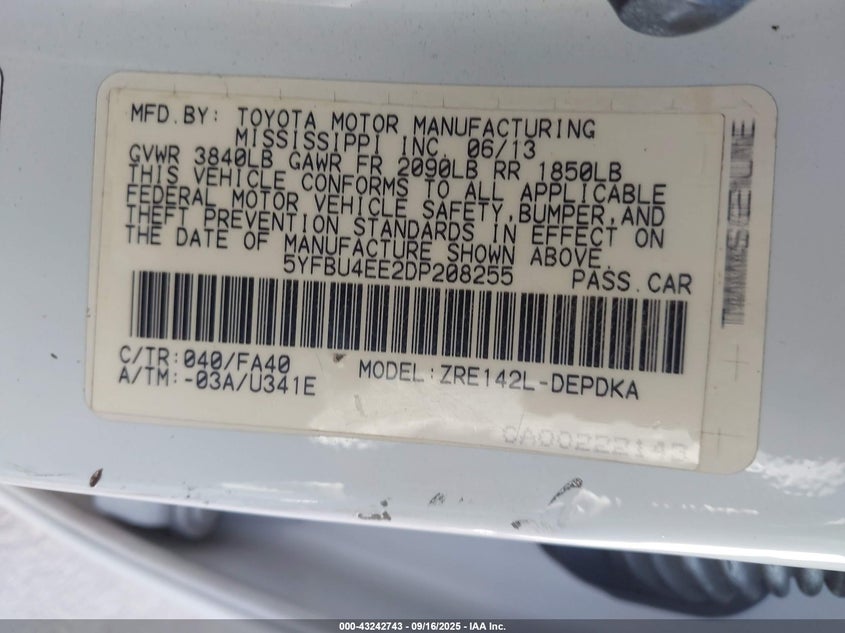 MFD.BY: TOYOTA MOTOR MANUFACTURING
MISSISSIPPI INC. 06/13
GVWR 3840LB GAWR FR 2090LB RR 1850LB
THIS VEHICLE CONFORMS TO ALL APPLICABLE
FEDERAL MOTOR VEHICLE SAFETY,BUMPER,AND
THEFT PREVENTION STANDARDS IN EFFECT ON
THE DATE OF MANUFACTURE SHOWN ABOVE.
5YFBU4EE2DP208255 PASS.CAR
C/TR:040/FA40 MODEL:ZRE142L-DEPDKA
A/TM:-03A/U341E
0A00222143
000-43242743 - 09/16/2025 - IAA Inc.